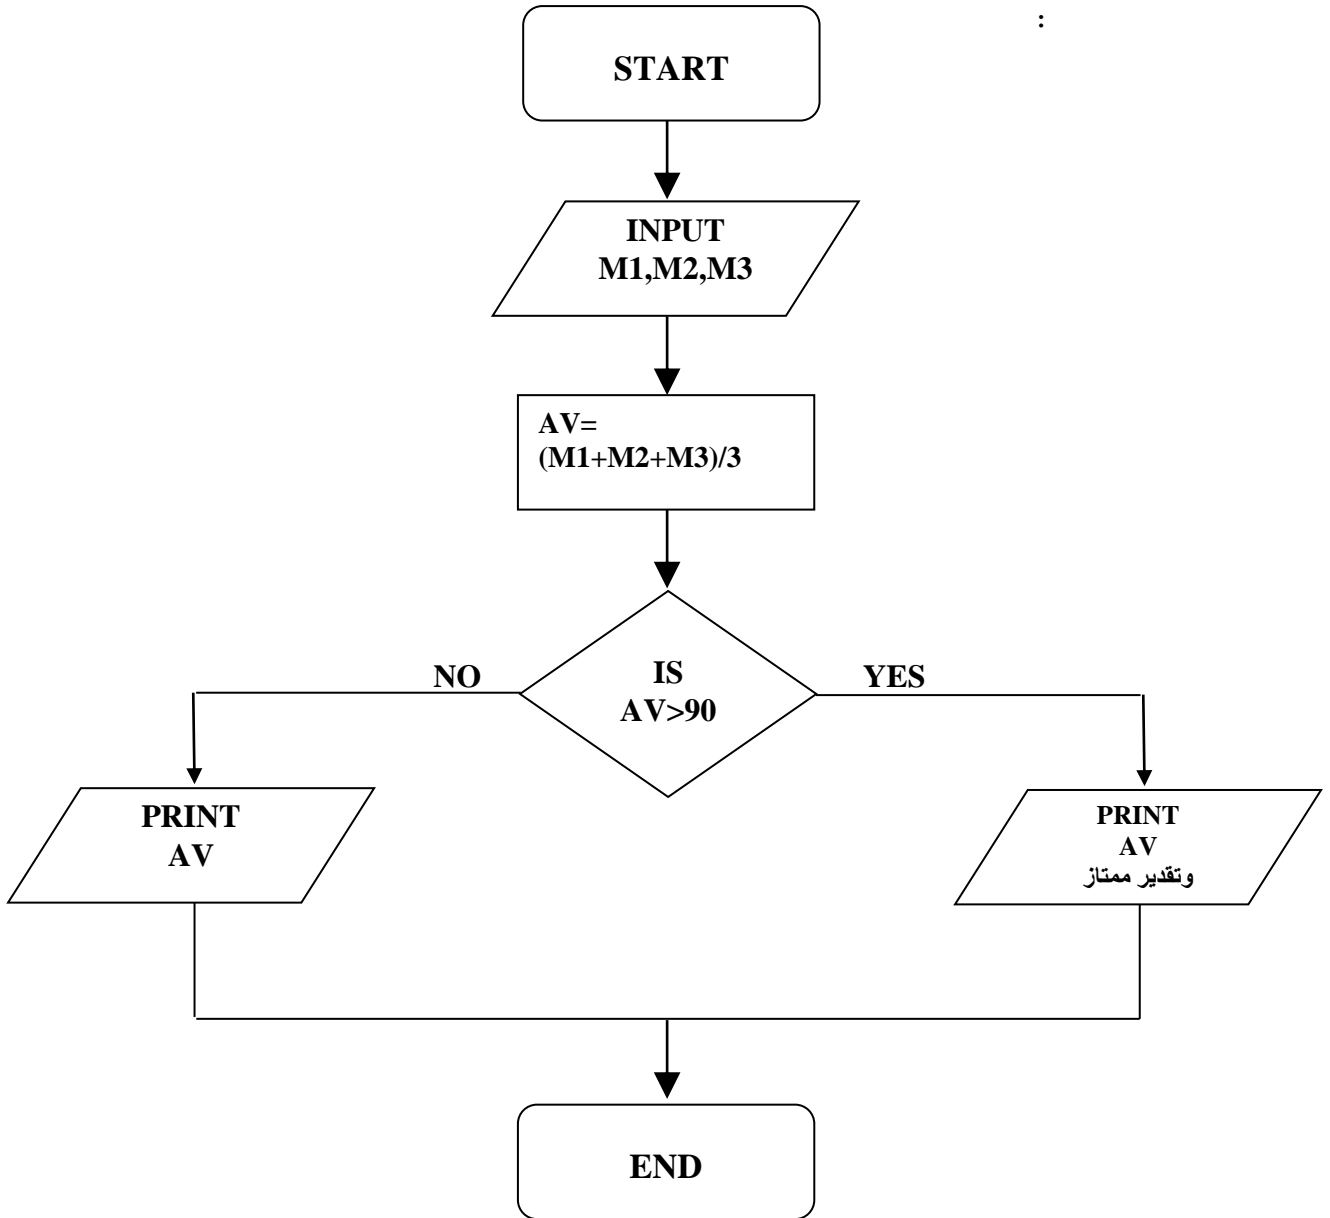 :
START
INPUT
M1,M2,M3
AV=
(M1+M2+M3)/3
IS
AV>90
NO
YES
PRINT
AV
PRINT
AV
وتقدير ممتاز
END